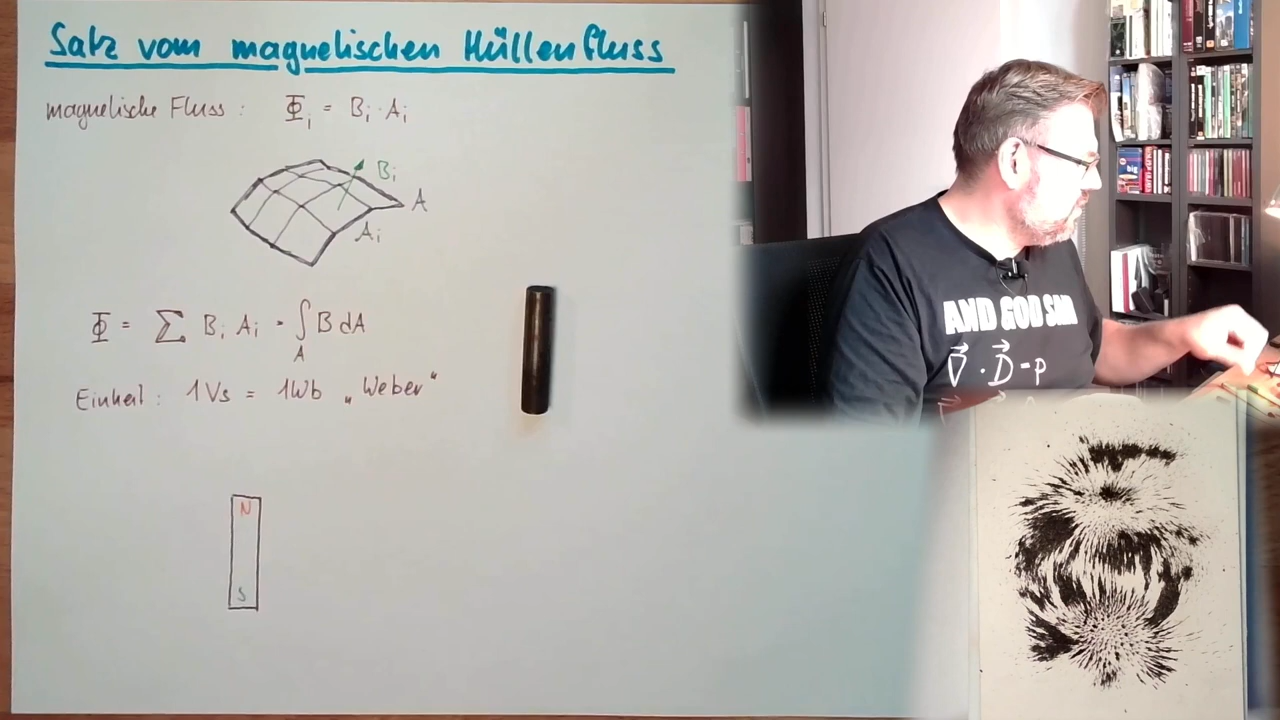 Satz vom magnetischen Hüllenfluss
magnetische Fluss : Φi = Bi · Ai
Bi
A
Ai
Φ = ∑ Bi Ai = ∫A B dA
Einheit : 1Vs = 1Wb „Weber"
N
S
AND GOD SAID
∇ · D = ρ
big